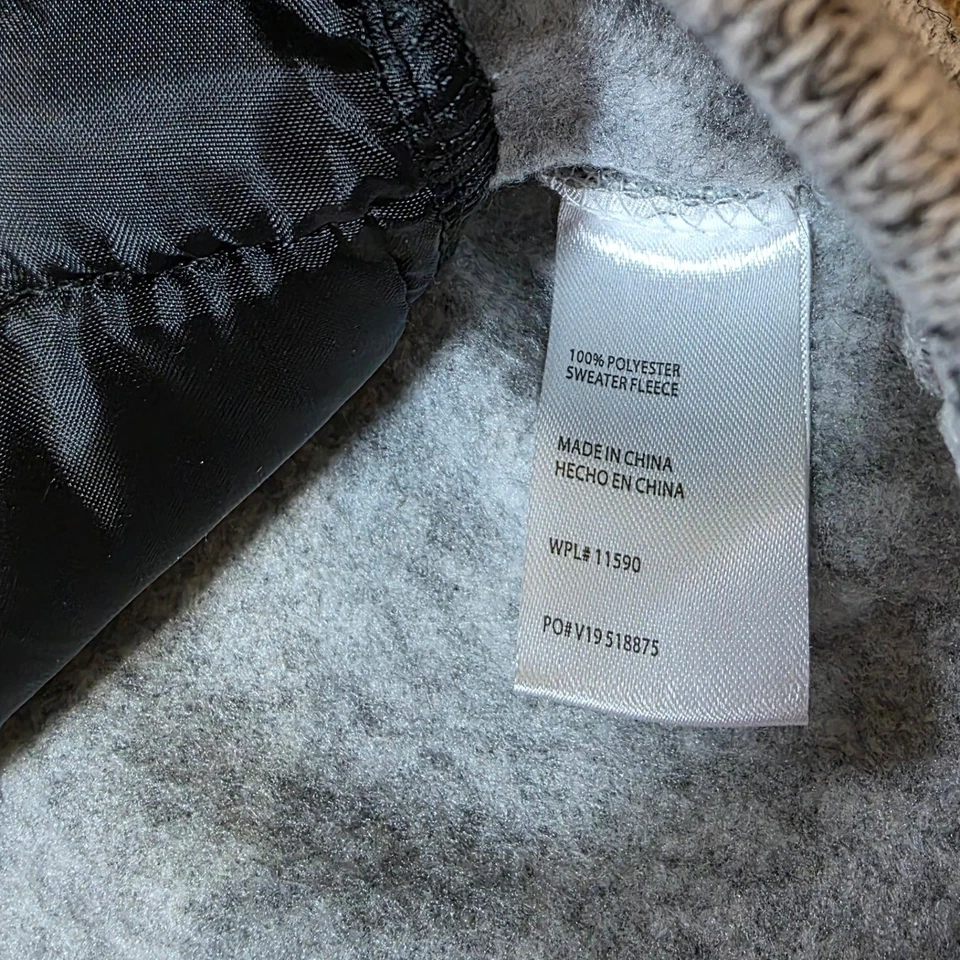 100% POLYESTER
SWEATER FLEECE
MADE IN CHINA
HECHO EN CHINA
WPL# 11590
PO# V19518875